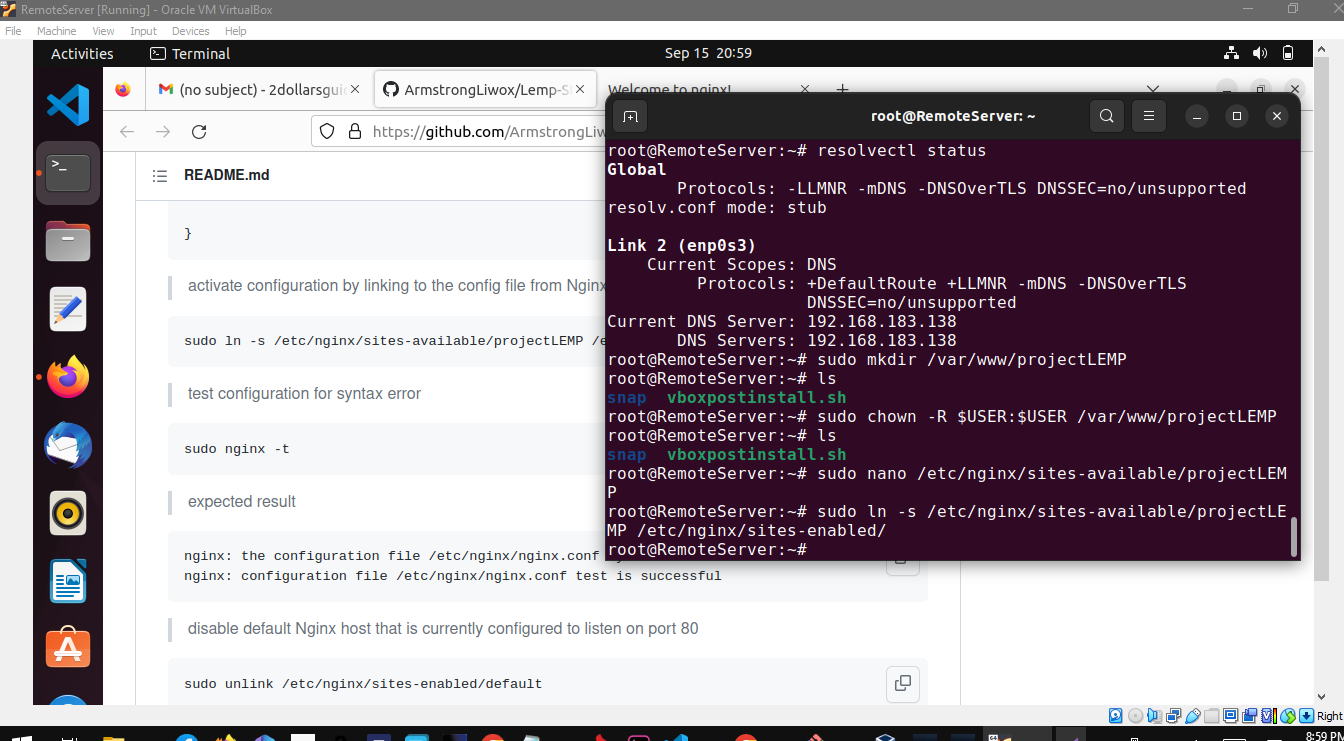 RemoteServer [Running] - Oracle VM VirtualBox
File Machine View Input Devices Help
Activities
Terminal
Sep 15 20:59
(no subject) - 2dollarsgui
ArmstrongLiwox/Lemp-S
Welcome to nginx!
https://github.com/ArmstrongLiw
README.md
}
activate configuration by linking to the config file from Nginx
sudo ln -s /etc/nginx/sites-available/projectLEMP /e
test configuration for syntax error
sudo nginx -t
expected result
nginx: the configuration file /etc/nginx/nginx.conf
nginx: configuration file /etc/nginx/nginx.conf test is successful
disable default Nginx host that is currently configured to listen on port 80
sudo unlink /etc/nginx/sites-enabled/default
root@RemoteServer: ~
root@RemoteServer:~# resolvectl status
Global
Protocols: -LLMNR -mDNS -DNSOverTLS DNSSEC=no/unsupported
resolv.conf mode: stub
Link 2 (enp0s3)
Current Scopes: DNS
Protocols: +DefaultRoute +LLMNR -mDNS -DNSOverTLS
DNSSEC=no/unsupported
Current DNS Server: 192.168.183.138
DNS Servers: 192.168.183.138
root@RemoteServer:~# sudo mkdir /var/www/projectLEMP
root@RemoteServer:~# ls
snap vboxpostinstall.sh
root@RemoteServer:~# sudo chown -R $USER:$USER /var/www/projectLEMP
root@RemoteServer:~# ls
snap vboxpostinstall.sh
root@RemoteServer:~# sudo nano /etc/nginx/sites-available/projectLEM
P
root@RemoteServer:~# sudo ln -s /etc/nginx/sites-available/projectLE
MP /etc/nginx/sites-enabled/
root@RemoteServer:~#
Right
8:59 PM